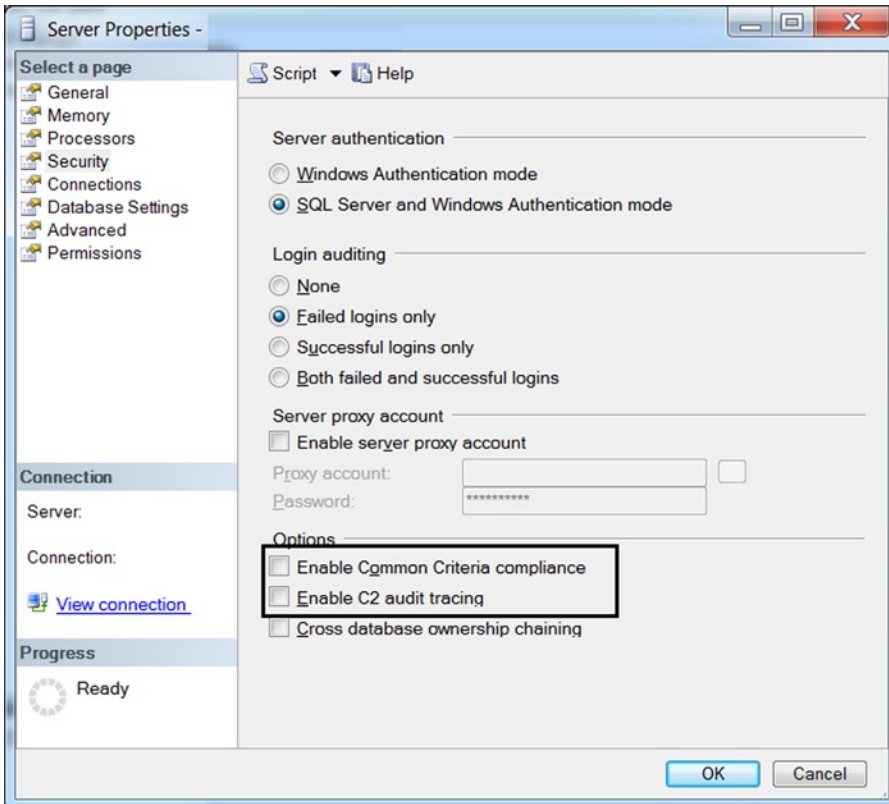 Server Properties -
Select a page
General
Memory
Processors
Security
Connections
Database Settings
Advanced
Permissions
Script Help
Server authentication
Windows Authentication mode
SQL Server and Windows Authentication mode
Login auditing
None
Failed logins only
Successful logins only
Both failed and successful logins
Server proxy account
Enable server proxy account
Proxy account:
Password:
**********
Options
Enable Common Criteria compliance
Enable C2 audit tracing
Cross database ownership chaining
Connection
Server:
Connection:
View connection
Progress
Ready
OK Cancel